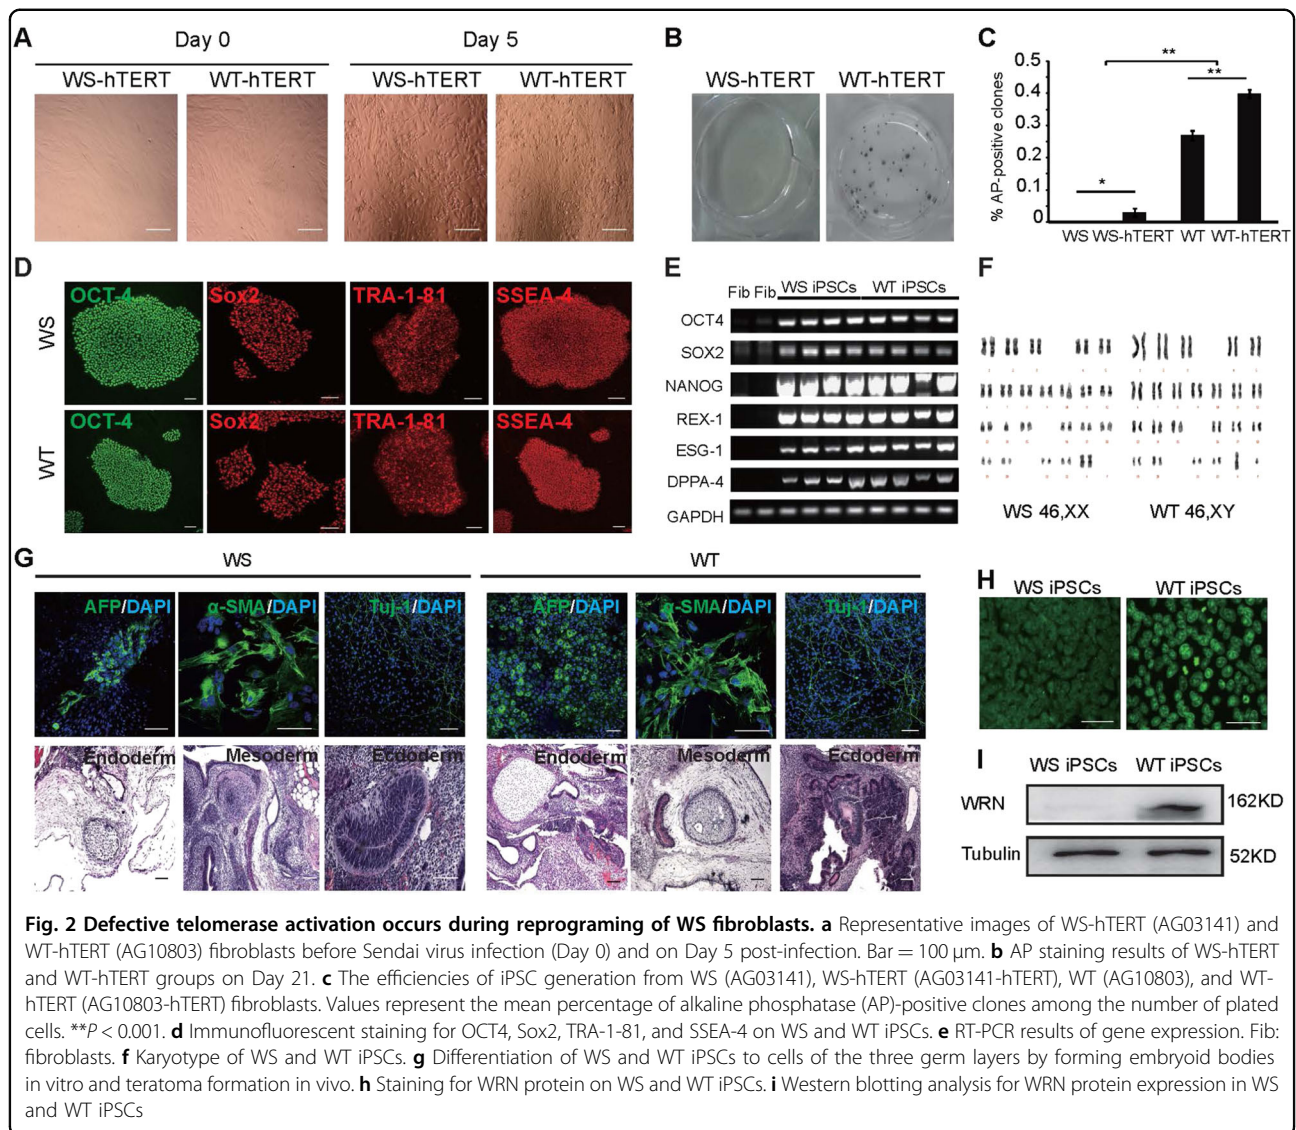 A
Day 0
Day 5
WS-hTERT
WT-hTERT
WS-hTERT
WT-hTERT
B
WS-hTERT
WT-hTERT
C
% AP-positive clones
0.5
0.4
0.3
0.2
0.1
0
**
**
*
WS WS-hTERT WT WT-hTERT
D
WS
WT
OCT-4
Sox2
TRA-1-81
SSEA-4
OCT-4
Sox2
TRA-1-81
SSEA-4
E
Fib Fib WS iPSCs WT iPSCs
OCT4
SOX2
NANOG
REX-1
ESG-1
DPPA-4
GAPDH
F
WS 46,XX
WT 46,XY
G
WS
WT
AFP/DAPI
α-SMA/DAPI
Tuj-1/DAPI
AFP/DAPI
α-SMA/DAPI
Tuj-1/DAPI
Endoderm
Mesoderm
Ecdoderm
Endoderm
Mesoderm
Ecdoderm
H
WS iPSCs
WT iPSCs
I
WS iPSCs WT iPSCs
WRN
162KD
Tubulin
52KD
Fig. 2 Defective telomerase activation occurs during reprograming of WS fibroblasts. a Representative images of WS-hTERT (AG03141) and
WT-hTERT (AG10803) fibroblasts before Sendai virus infection (Day 0) and on Day 5 post-infection. Bar = 100 μm. b AP staining results of WS-hTERT
and WT-hTERT groups on Day 21. c The efficiencies of iPSC generation from WS (AG03141), WS-hTERT (AG03141-hTERT), WT (AG10803), and WT-
hTERT (AG10803-hTERT) fibroblasts. Values represent the mean percentage of alkaline phosphatase (AP)-positive clones among the number of plated
cells. **P < 0.001. d Immunofluorescent staining for OCT4, Sox2, TRA-1-81, and SSEA-4 on WS and WT iPSCs. e RT-PCR results of gene expression. Fib:
fibroblasts. f Karyotype of WS and WT iPSCs. g Differentiation of WS and WT iPSCs to cells of the three germ layers by forming embryoid bodies
in vitro and teratoma formation in vivo. h Staining for WRN protein on WS and WT iPSCs. i Western blotting analysis for WRN protein expression in WS
and WT iPSCs